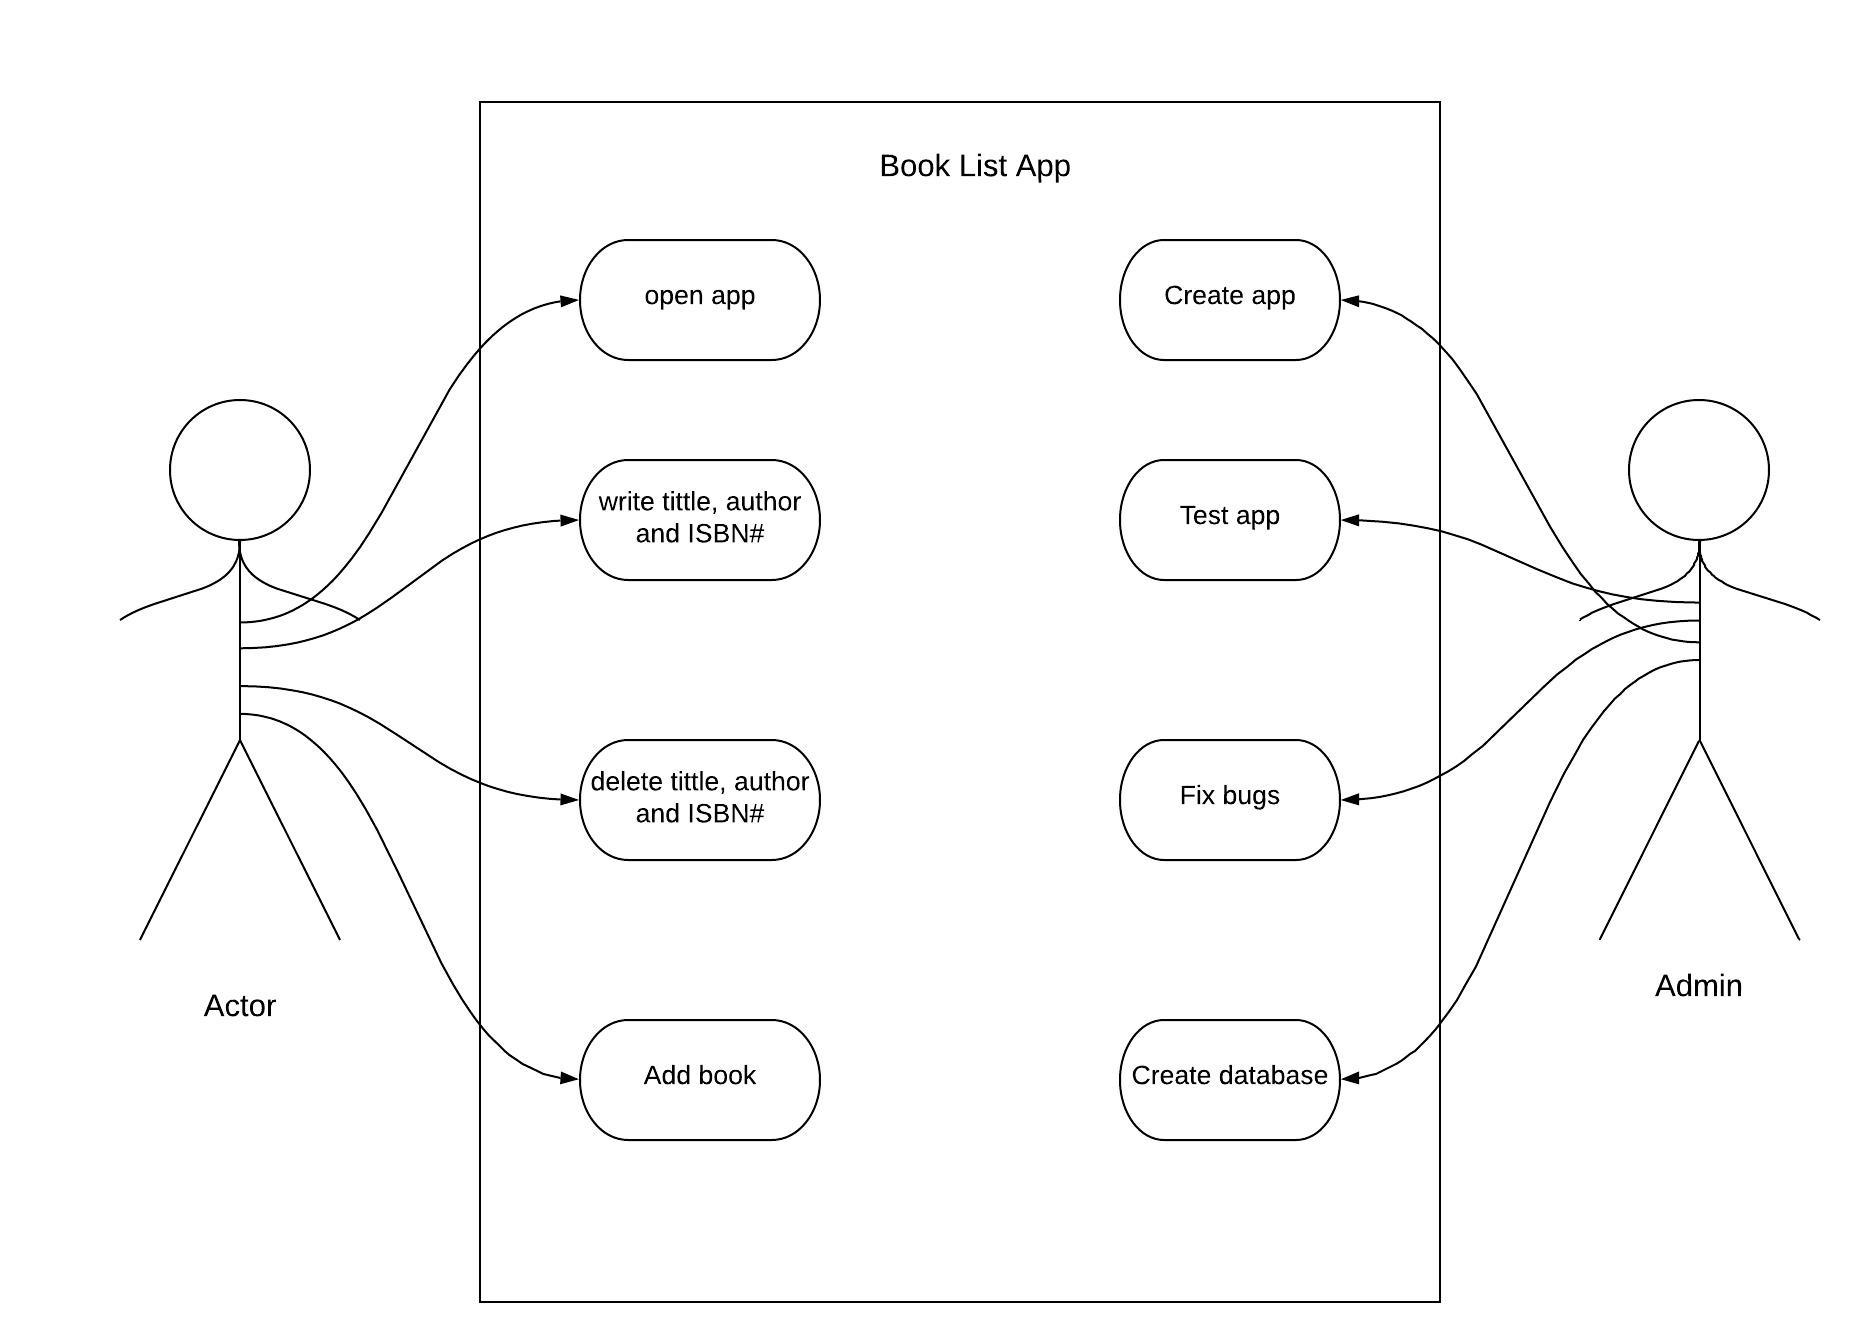 Book List App
open app
write tittle, author
and ISBN#
delete tittle, author
and ISBN#
Add book
Create app
Test app
Fix bugs
Create database
Actor
Admin